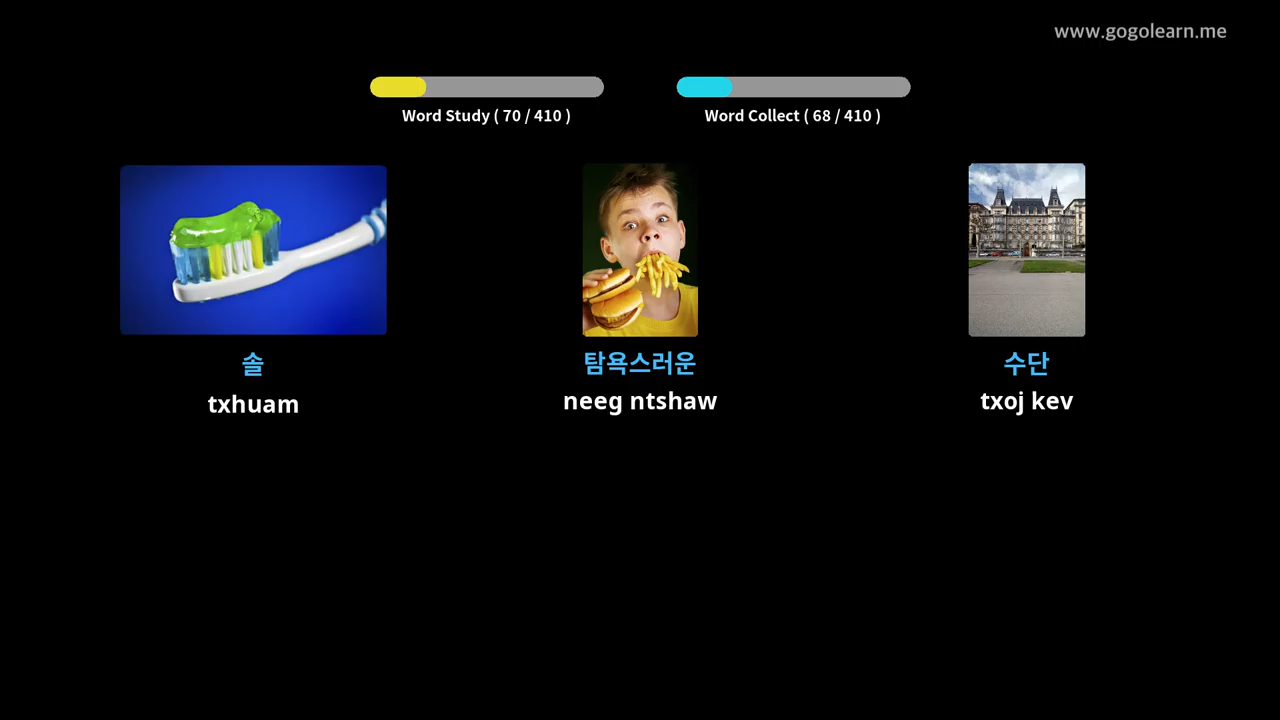 www.gogolearn.me
Word Study ( 70 / 410 )
Word Collect ( 68 / 410 )
솔
txhuam
탐욕스러운
neeg ntshaw
수단
txoj kev